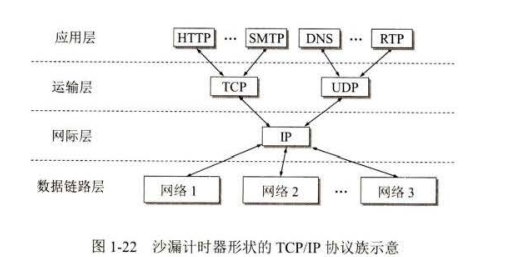 应用层 HTTP … SMTP DNS … RTP
运输层 TCP UDP
网际层 IP
数据链路层 网络 1 网络 2 … 网络 3
图 1-22 沙漏计时器形状的 TCP/IP 协议族示意